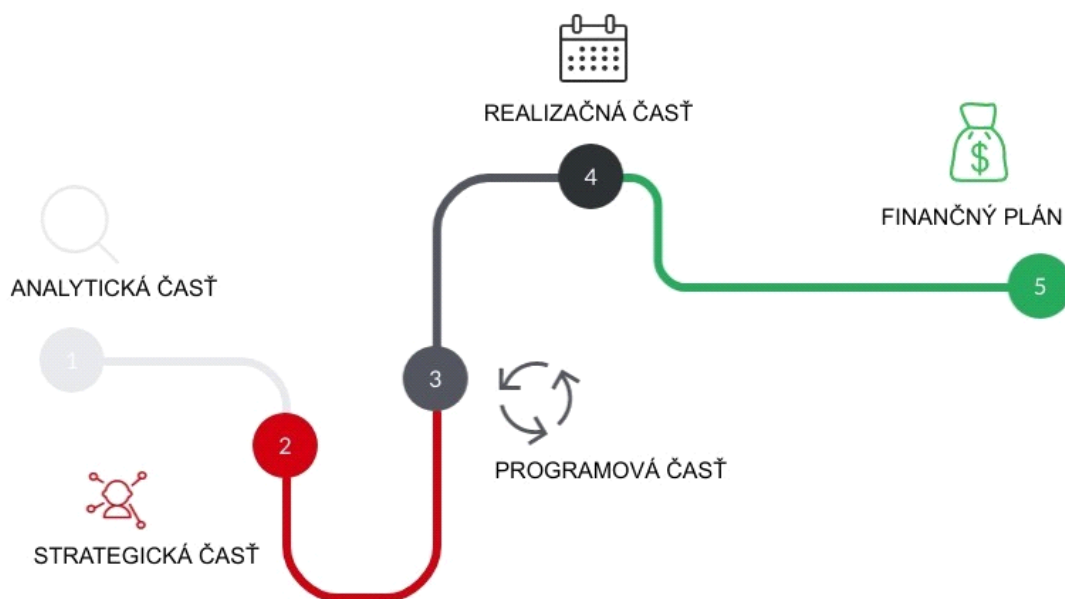 REALIZAČNÁ ČASŤ
4
$
FINANČNÝ PLÁN
5
ANALYTICKÁ ČASŤ
1
3
PROGRAMOVÁ ČASŤ
2
STRATEGICKÁ ČASŤ